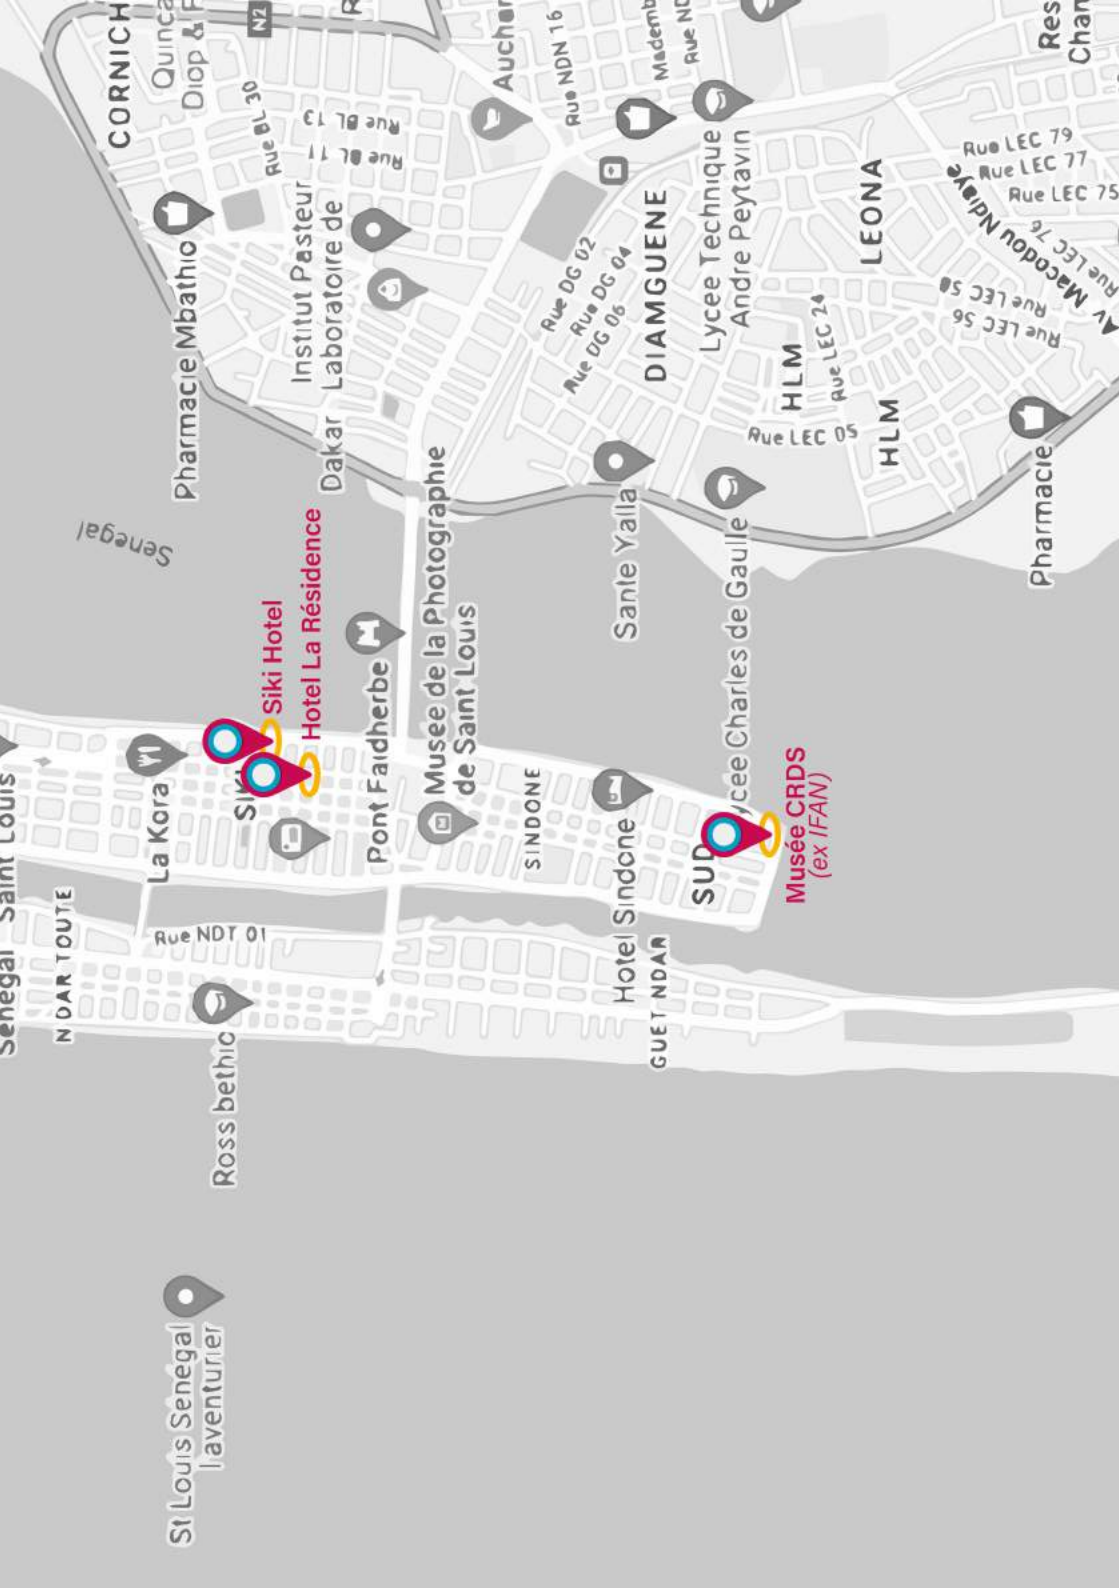 Senegal
Saint Louis
NDAR TOUTE
CORNICH
La Kora
Quinca
Diop & F
St Louis Senegal
l'aventurier
Pharmacie Mbathio
Senegal
Rue NDT 01
Ross bethio
N2
Rue BL 30
Siki Hotel
Hotel La Résidence
Institut Pasteur
Laboratoire de
Dakar
Rue BL 13
Rue BL 11
R
Pont Faidherbe
Musée de la Photographie
de Saint Louis
Auchan
SINDONE
Rue NDN 16
Rue DG 02
Rue DG 04
Rue DG 06
Hotel Sindone
Sante Yalla
GUET NDAR
DIAMGUENE
Mademb
Rue ND
SUD
Lycee Technique
Andre Peytavin
ycee Charles de Gaulle
Musée CRDS
(ex IFAN)
HLM
Rue LEC 24
Rue LEC 05
LEONA
HLM
Rue LEC 79
Rue LEC 77
Rue LEC 75
Rue LEC 76
Av Macodou Ndiaye
Rue LEC 58
Rue LEC 56
Pharmacie
Res
Char